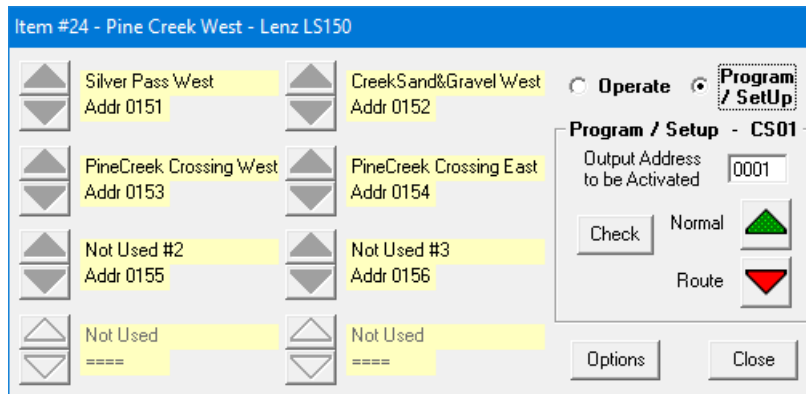 Item #24 - Pine Creek West - Lenz LS150
Silver Pass West
Addr 0151
CreekSand&Gravel West
Addr 0152
PineCreek Crossing West
Addr 0153
PineCreek Crossing East
Addr 0154
Not Used #2
Addr 0155
Not Used #3
Addr 0156
Not Used
====
Not Used
====
Operate
Program
/ SetUp
Program / Setup - CS01
Output Address
to be Activated
0001
Check
Normal
Route
Options
Close